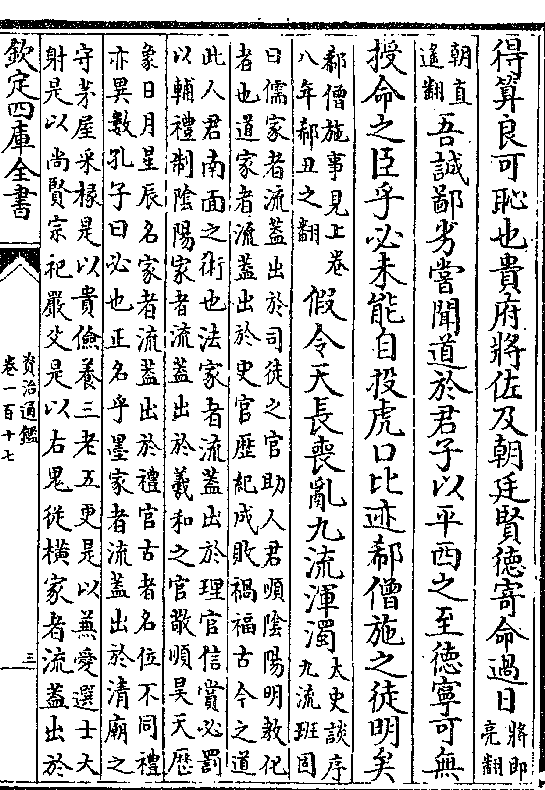 得算良可恥也貴府將佐及朝廷賢德寄命過日將即亮翻
朝直遙翻吾誠鄙劣嘗聞道於君子以平西之至德寧可無
授命之臣乎必未能自投虎口比迹郗僧施之徒明矣
郗僧施事見上卷八年郗丑之翻假令天長喪亂九流渾濁太史談序九流班固
曰儒家者流蓋出於司徒之官助人君順陰陽明教化
者也道家者流蓋出於史官歷紀成敗禍福古今之道
此人君南面之術也法家者流蓋出於理官信賞必罰
以輔禮制陰陽家者流蓋出於羲和之官敬順昊天歷
象日月星辰名家者流蓋出於禮官古者名位不同禮
亦異數孔子曰必也正名乎墨家者流蓋出於清廟之
守茅屋采椽是以貴儉養三老五更是以兼愛選士大
射是以尚賢宗祀嚴父是以右鬼從橫家者流蓋出於
欽定四庫全書
資治通鑑
卷一百十七
三